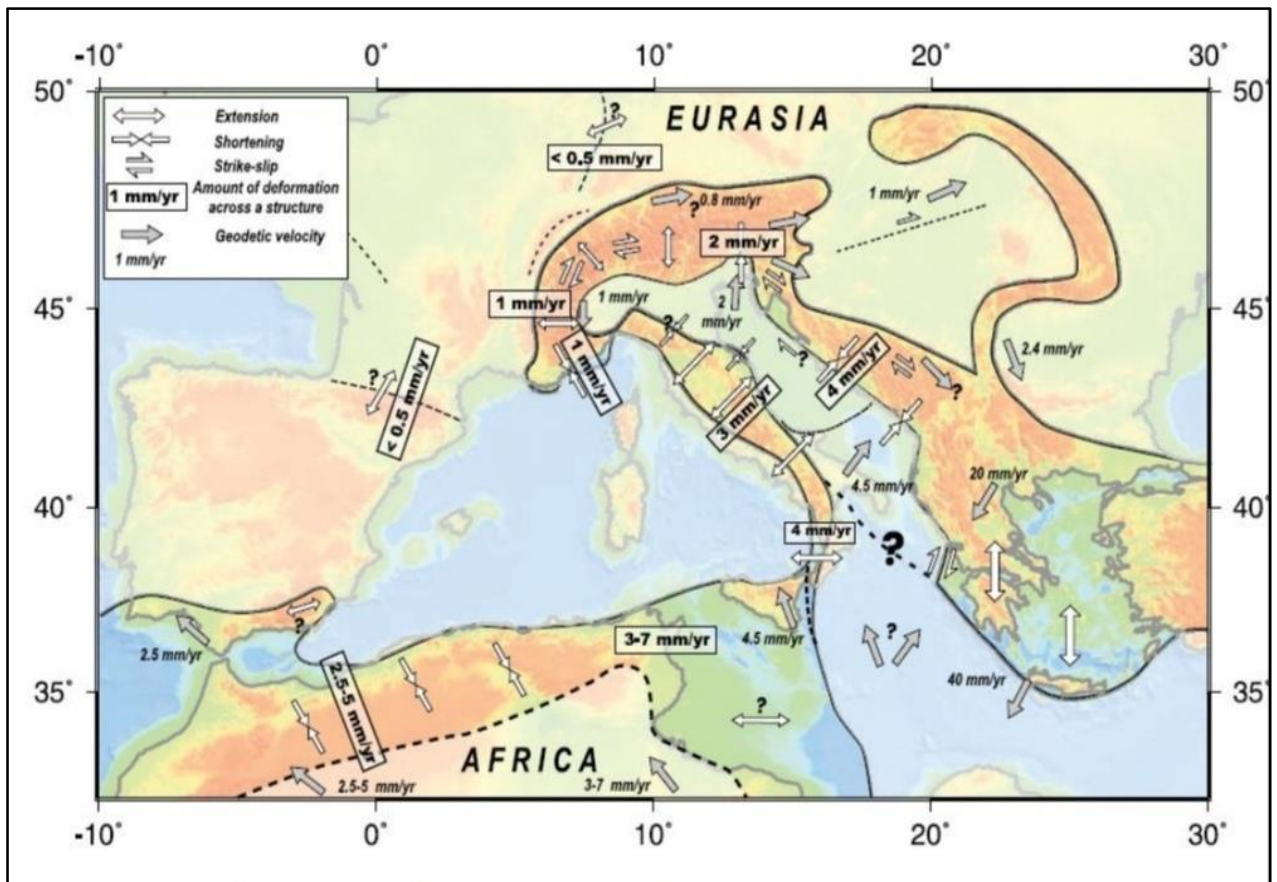 -10° 0° 10° 20° 30°
50° 50°
EURASIA
Extension
Shortening
Strike-slip
1 mm/yr Amount of deformation
across a structure
Geodetic velocity
1 mm/yr
?
< 0.5 mm/yr
0.8 mm/yr
?
1 mm/yr
2 mm/yr
45° 45°
1 mm/yr
1 mm/yr
2
mm/yr
?
1 mm/yr
?
4 mm/yr
2.4 mm/yr
?
?
< 0.5 mm/yr
3 mm/yr
4.5 mm/yr
20 mm/yr
40° 40°
4 mm/yr
?
?
2.5 mm/yr
3-7 mm/yr
4.5 mm/yr
?
2.5-5 mm/yr
40 mm/yr
35° 35°
?
AFRICA
2.5-5 mm/yr
3-7 mm/yr
-10° 0° 10° 20° 30°